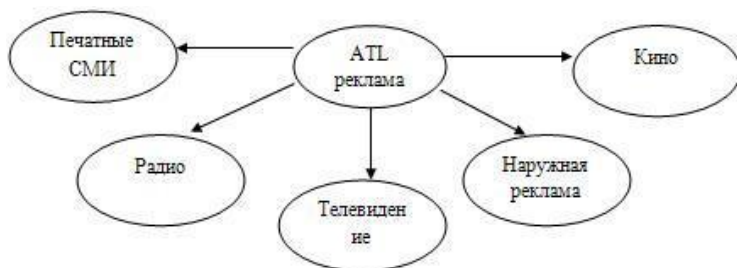 Печатные
СМИ
ATL
реклама
Кино
Радио
Наружная
реклама
Телевиден
ие